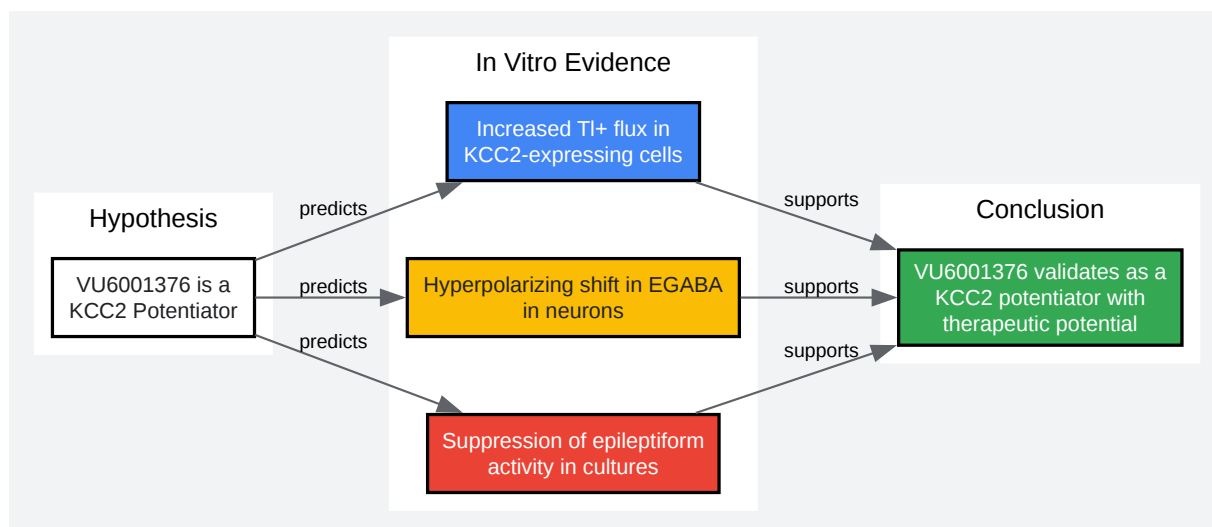 In Vitro Evidence
Increased Tl+ flux in
KCC2-expressing cells
predicts
supports
Hypothesis
Conclusion
VU6001376 is a
KCC2 Potentiator
predicts
Hyperpolarizing shift in EGABA
in neurons
supports
VU6001376 validates as a
KCC2 potentiator with
therapeutic potential
predicts
supports
Suppression of epileptiform
activity in cultures